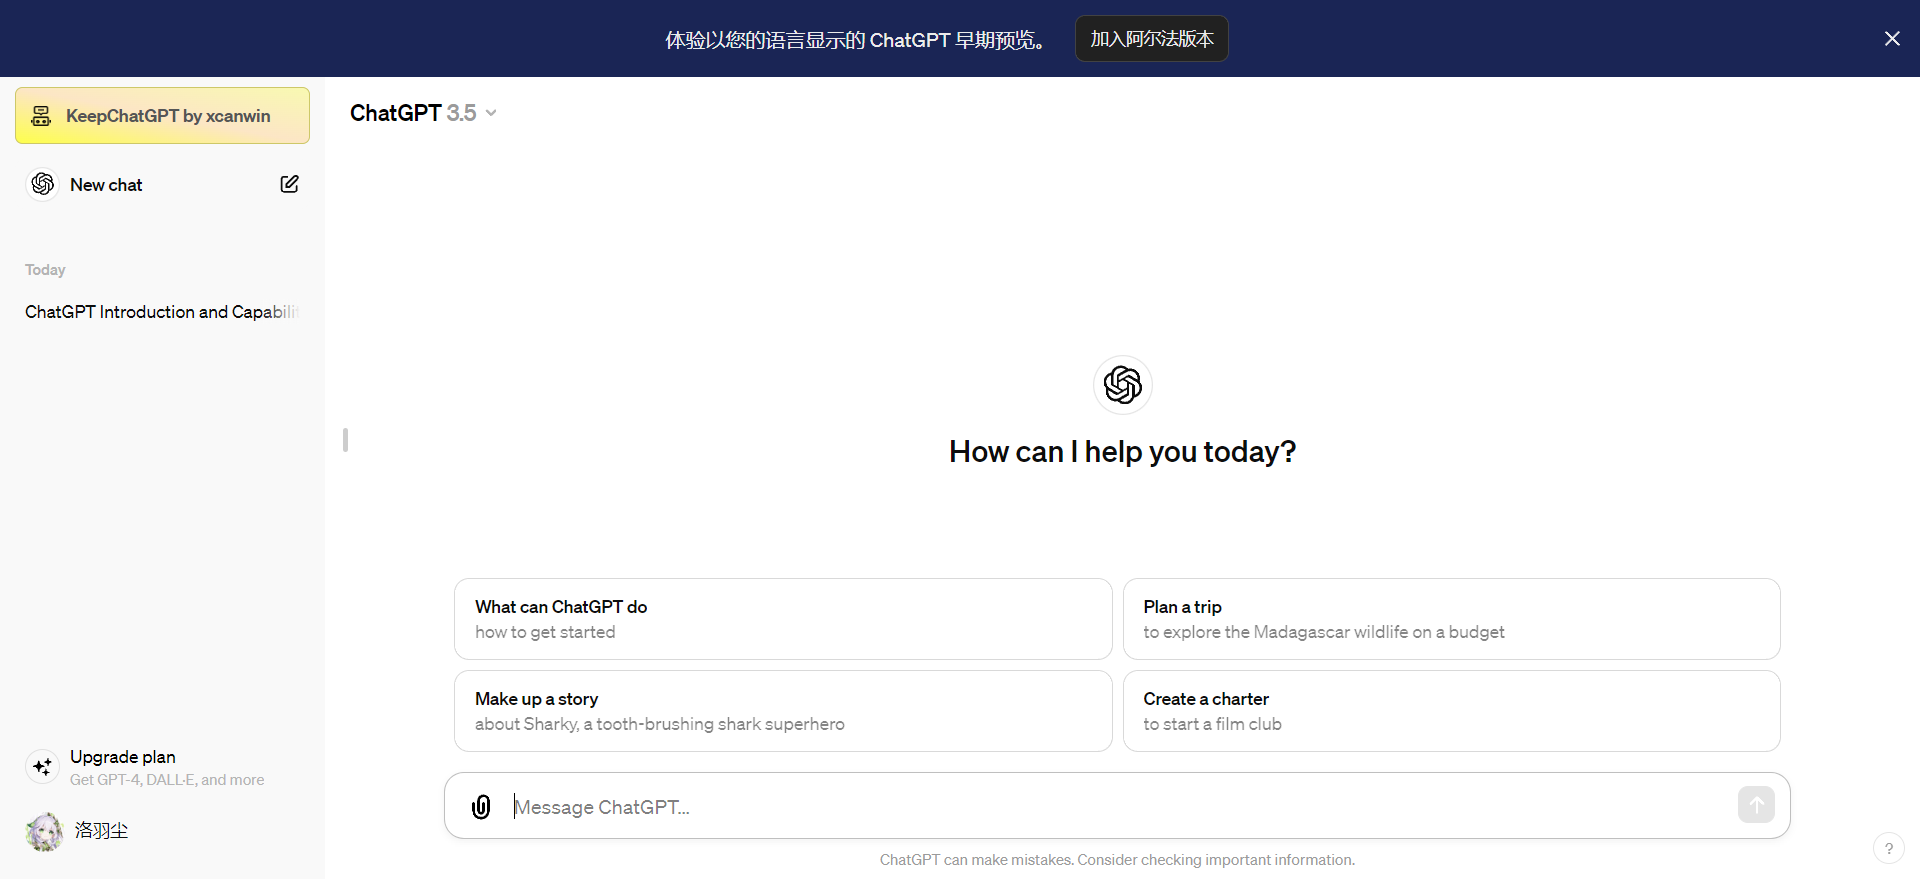 体验以您的语言显示的 ChatGPT 早期预览。
加入阿尔法版本
KeepChatGPT by xcanwin
New chat
Today
ChatGPT Introduction and Capabilit
Upgrade plan
Get GPT-4, DALL·E, and more
洛羽尘
ChatGPT 3.5
How can I help you today?
What can ChatGPT do
how to get started
Plan a trip
to explore the Madagascar wildlife on a budget
Make up a story
about Sharky, a tooth-brushing shark superhero
Create a charter
to start a film club
Message ChatGPT...
ChatGPT can make mistakes. Consider checking important information.
?